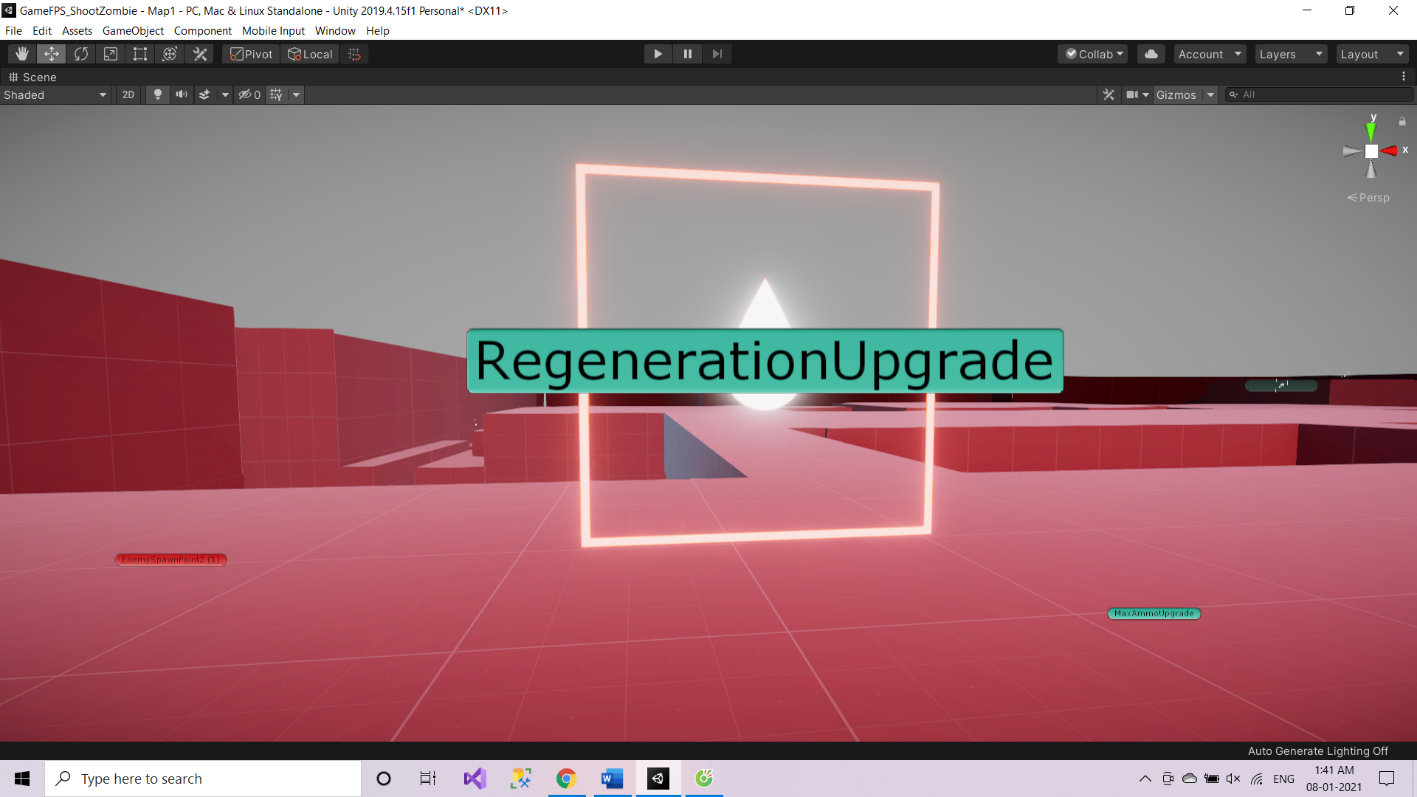 GameFPS_ShootZombie - Map1 - PC, Mac & Linux Standalone - Unity 2019.4.15f1 Personal* <DX11>
File Edit Assets GameObject Component Mobile Input Window Help
Pivot Local Collab Account Layers Layout
Scene
Shaded 2D 0 Gizmos All
y
x
Persp
RegenerationUpgrade
EnemySpawnPoint2 (1)
MaxAmmoUpgrade
Auto Generate Lighting Off
Type here to search
ENG
1:41 AM
08-01-2021